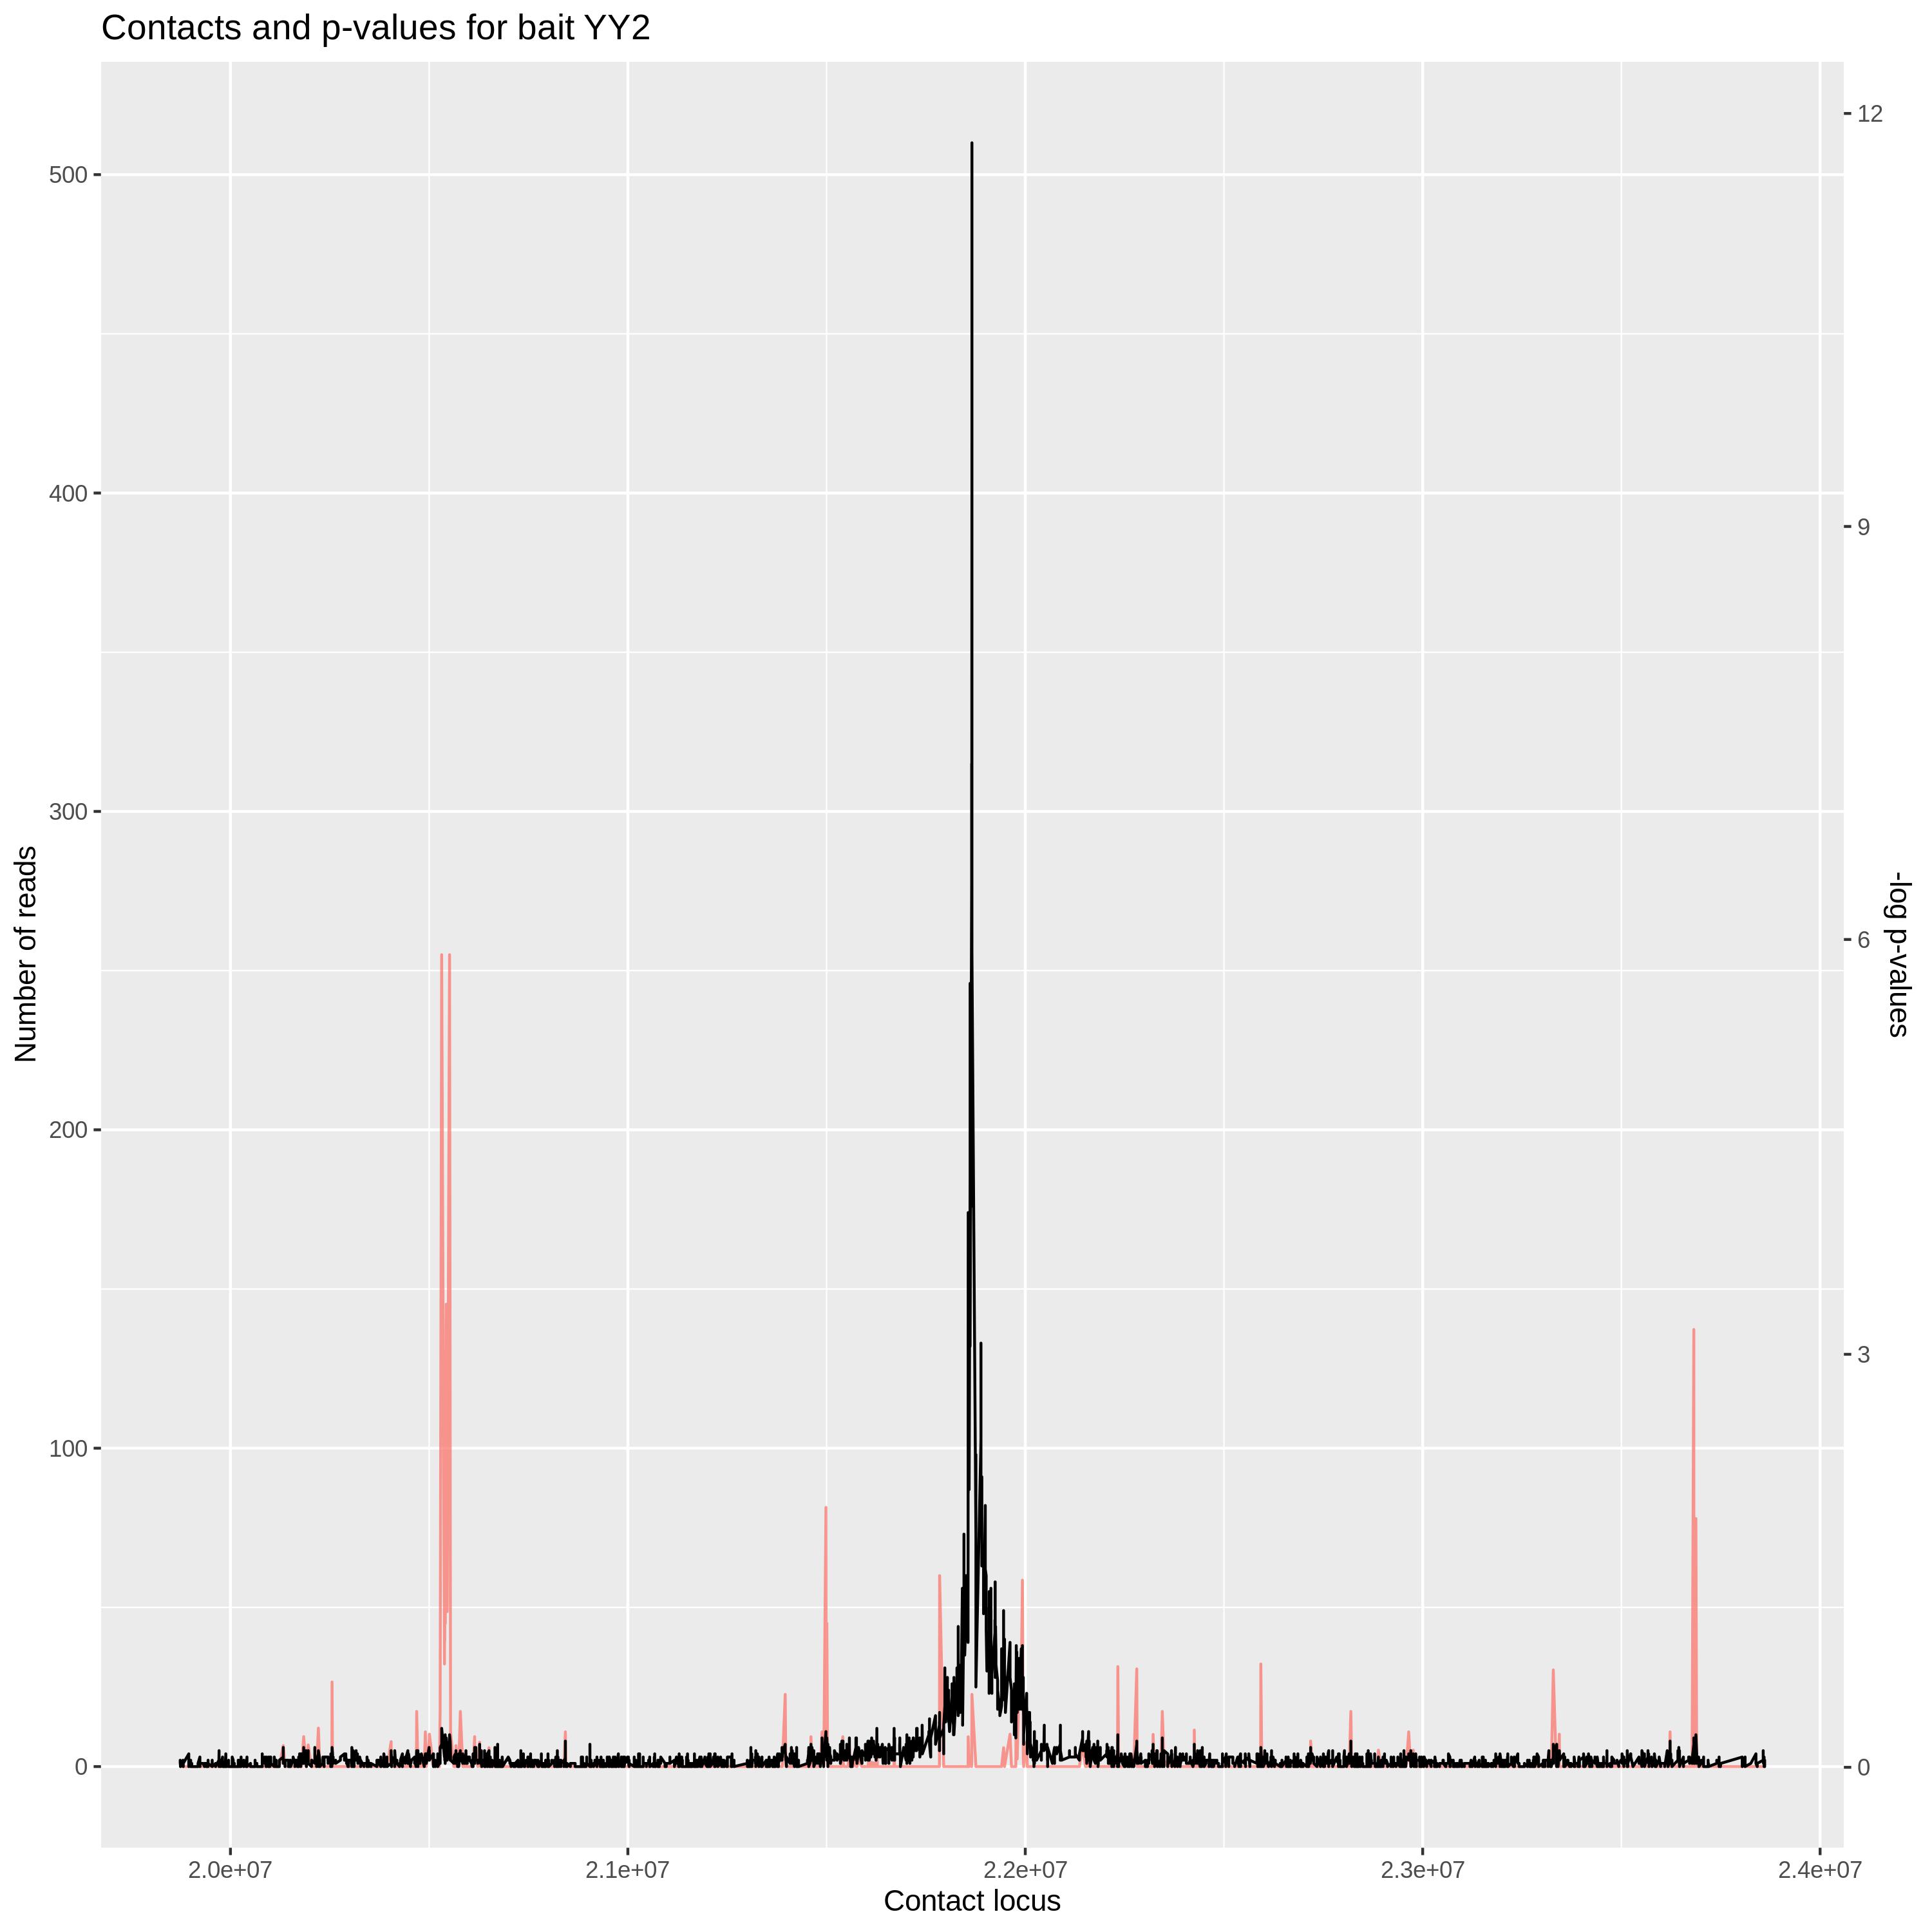 Contacts and p-values for bait YY2
12
500
9
400
300
Number of reads
6
-log p-values
200
3
100
0
0
2.0e+07 2.1e+07 2.2e+07 2.3e+07 2.4e+07
Contact locus